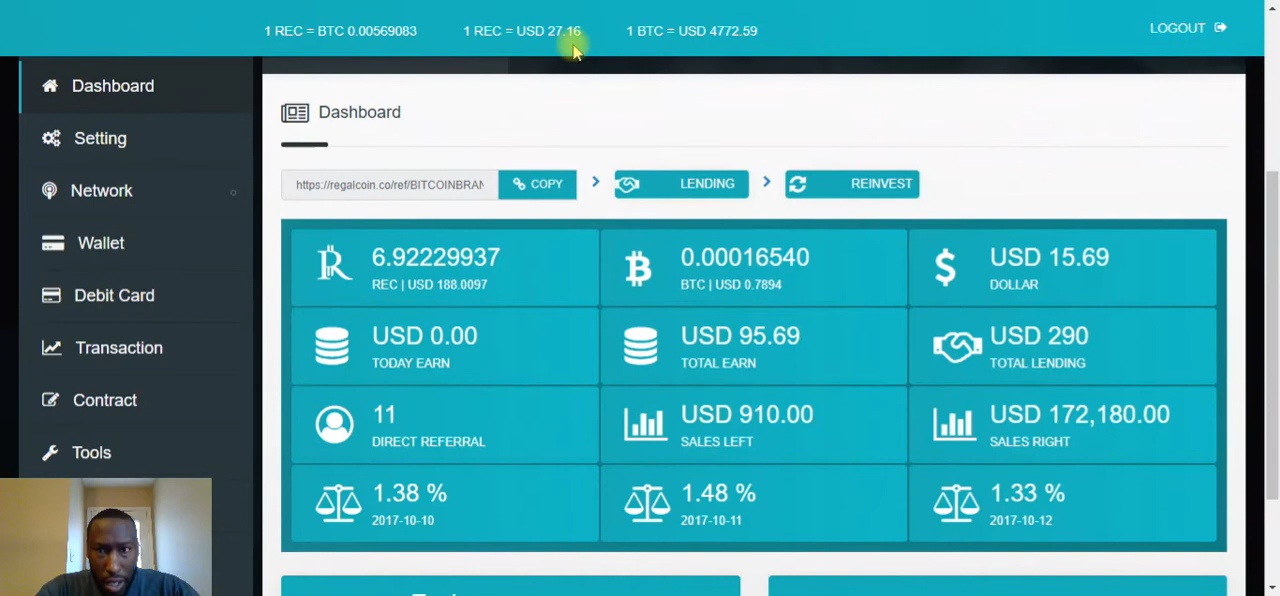 1 REC = BTC 0.00569083
1 REC = USD 27.16
1 BTC = USD 4772.59
LOGOUT
Dashboard
Setting
Network
Wallet
Debit Card
Transaction
Contract
Tools
Dashboard
https://regalcoin.co/ref/BITCOINBRAN
COPY
LENDING
REINVEST
6.92229937
REC | USD 188.0097
0.00016540
BTC | USD 0.7894
USD 15.69
DOLLAR
USD 0.00
TODAY EARN
USD 95.69
TOTAL EARN
USD 290
TOTAL LENDING
11
DIRECT REFERRAL
USD 910.00
SALES LEFT
USD 172,180.00
SALES RIGHT
1.38 %
2017-10-10
1.48 %
2017-10-11
1.33 %
2017-10-12